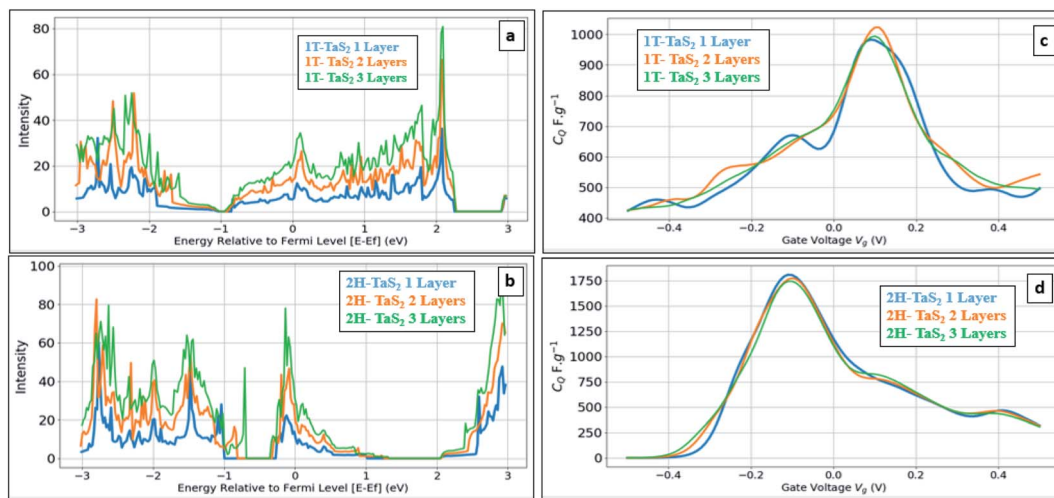 a
80
60
40
20
0
Intensity
1T-TaS₂ 1 Layer
1T- TaS₂ 2 Layers
1T-TaS₂ 3 Layers
−3 −2 −1 0 1 2 3
Energy Relative to Fermi Level [E-Ef] (eV)
b
100
80
60
40
20
0
Intensity
2H-TaS₂ 1 Layer
2H- TaS₂ 2 Layers
2H- TaS₂ 3 Layers
−3 −2 −1 0 1 2 3
Energy Relative to Fermi Level [E-Ef] (eV)
c
1000
900
800
700
600
500
400
C_Q F.g⁻¹
1T-TaS₂ 1 Layer
1T- TaS₂ 2 Layers
1T- TaS₂ 3 Layers
−0.4 −0.2 0.0 0.2 0.4
Gate Voltage V_g (V)
d
1750
1500
1250
1000
750
500
250
0
C_Q F.g⁻¹
2H-TaS₂ 1 Layer
2H- TaS₂ 2 Layers
2H- TaS₂ 3 Layers
−0.4 −0.2 0.0 0.2 0.4
Gate Voltage V_g (V)